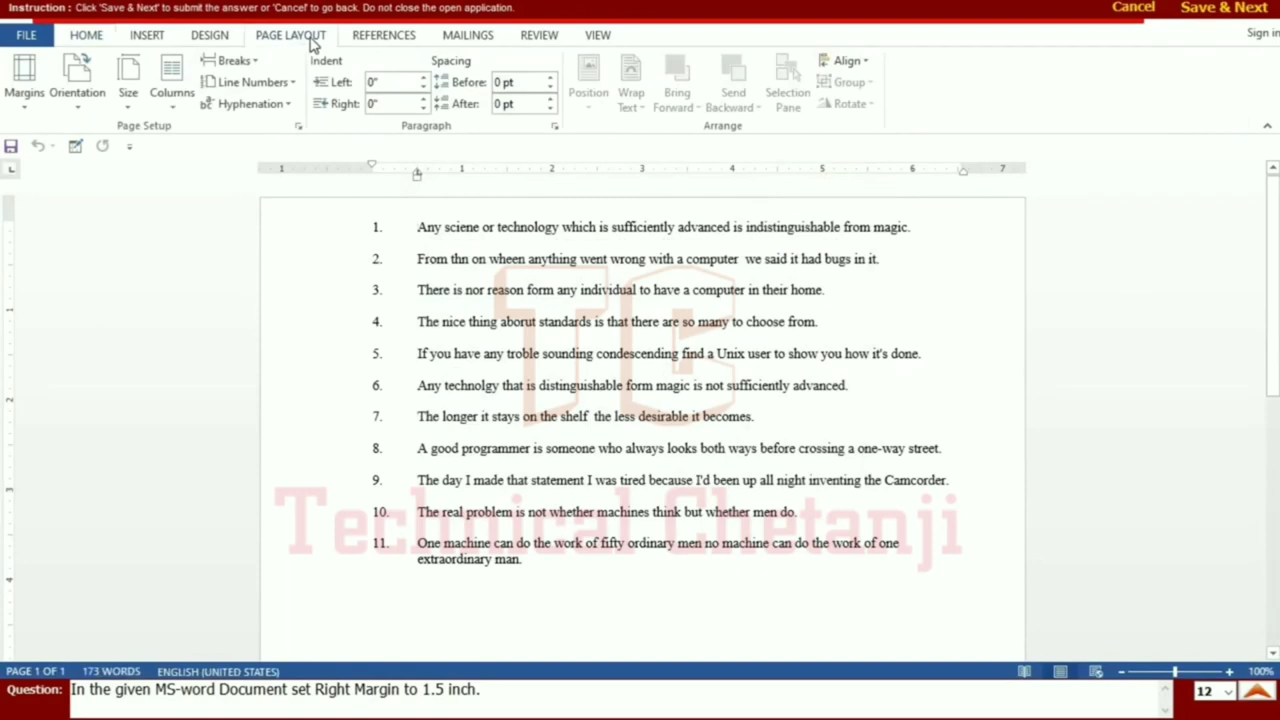 Instruction : Click 'Save & Next' to submit the answer or 'Cancel' to go back. Do not close the open application.
Cancel Save & Next
FILE HOME INSERT DESIGN PAGE LAYOUT REFERENCES MAILINGS REVIEW VIEW
Sign in
Margins Orientation Size Columns
Breaks
Line Numbers
Hyphenation
Page Setup
Indent Spacing
Left: 0" Before: 0 pt
Right: 0" After: 0 pt
Paragraph
Position Wrap Text Bring Forward Send Backward Selection Pane
Align
Group
Rotate
Arrange
1 1 2 3 4 5 6 7
1. Any sciene or technology which is sufficiently advanced is indistinguishable from magic.
2. From thn on wheen anything went wrong with a computer  we said it had bugs in it.
3. There is nor reason form any individual to have a computer in their home.
4. The nice thing aborut standards is that there are so many to choose from.
5. If you have any troble sounding condescending find a Unix user to show you how it's done.
6. Any technolgy that is distinguishable form magic is not sufficiently advanced.
7. The longer it stays on the shelf  the less desirable it becomes.
8. A good programmer is someone who always looks both ways before crossing a one-way street.
9. The day I made that statement I was tired because I'd been up all night inventing the Camcorder.
10. The real problem is not whether machines think but whether men do.
11. One machine can do the work of fifty ordinary men no machine can do the work of one
extraordinary man.
TC
Technical Chetanji
1
2
3
4
PAGE 1 OF 1 173 WORDS ENGLISH (UNITED STATES) 100%
Question: In the given MS-word Document set Right Margin to 1.5 inch.
12